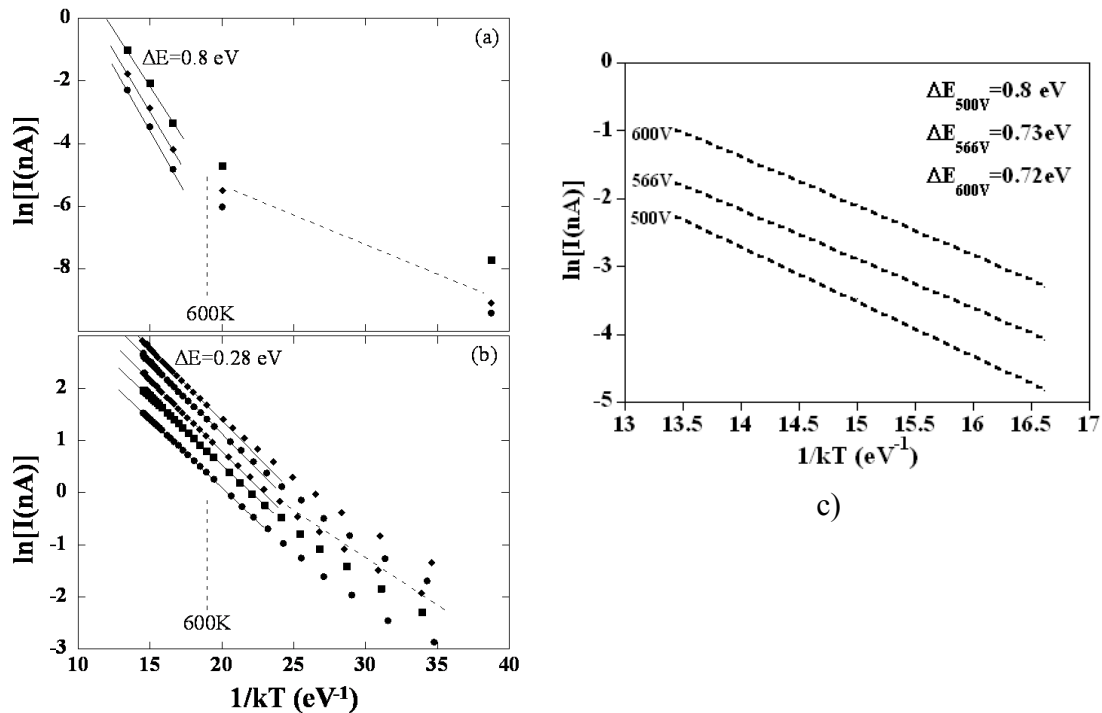 (a)
ΔE=0.8 eV
0
-2
-4
-6
-8
ln[I(nA)]
600K
(b)
ΔE=0.28 eV
2
1
0
-1
-2
-3
ln[I(nA)]
600K
10 15 20 25 30 35 40
1/kT (eV⁻¹)
0
-1
-2
-3
-4
-5
ln[I(nA)]
ΔE₅₀₀V=0.8 eV
ΔE₅₆₆V=0.73eV
ΔE₆₀₀V=0.72eV
600V
566V
500V
13 13.5 14 14.5 15 15.5 16 16.5 17
1/kT (eV⁻¹)
c)